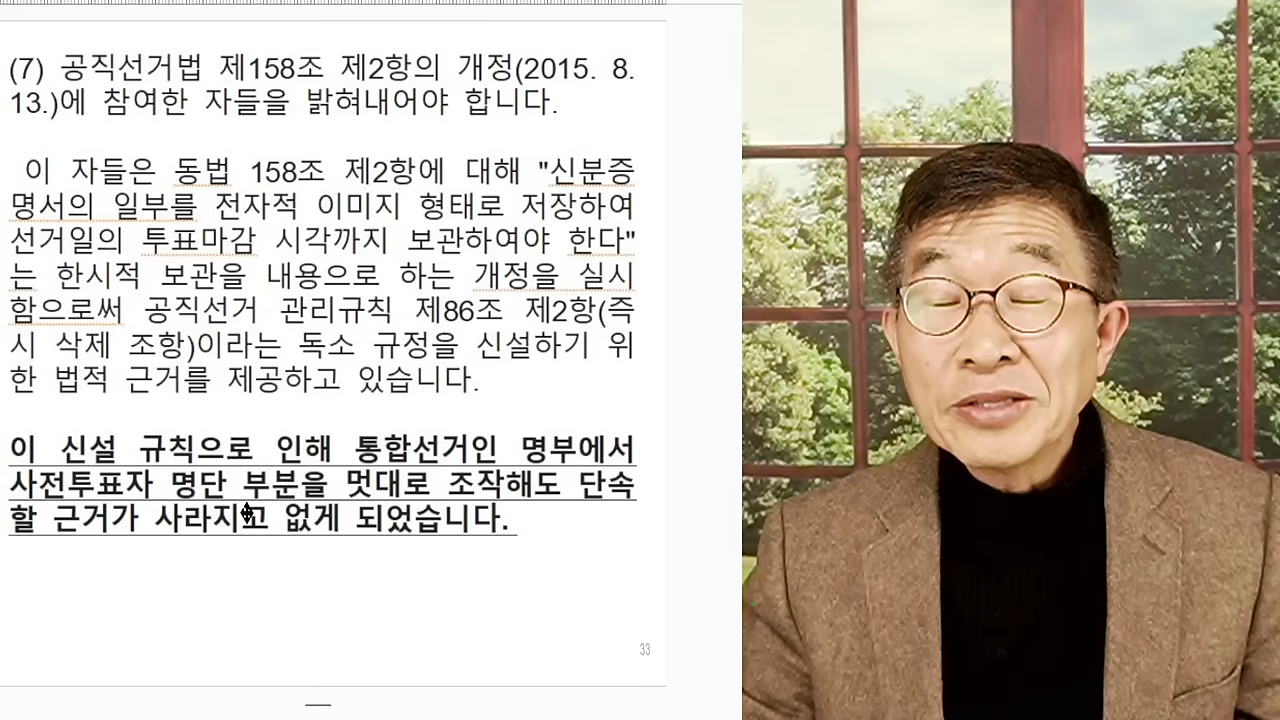 (7) 공직선거법 제158조 제2항의 개정(2015. 8.
13.)에 참여한 자들을 밝혀내어야 합니다.
이 자들은 동법 158조 제2항에 대해 "신분증
명서의 일부를 전자적 이미지 형태로 저장하여
선거일의 투표마감 시각까지 보관하여야 한다"
는 한시적 보관을 내용으로 하는 개정을 실시
함으로써 공직선거 관리규칙 제86조 제2항(즉
시 삭제 조항)이라는 독소 규정을 신설하기 위
한 법적 근거를 제공하고 있습니다.
이 신설 규칙으로 인해 통합선거인 명부에서
사전투표자 명단 부분을 멋대로 조작해도 단속
할 근거가 사라지고 없게 되었습니다.
33